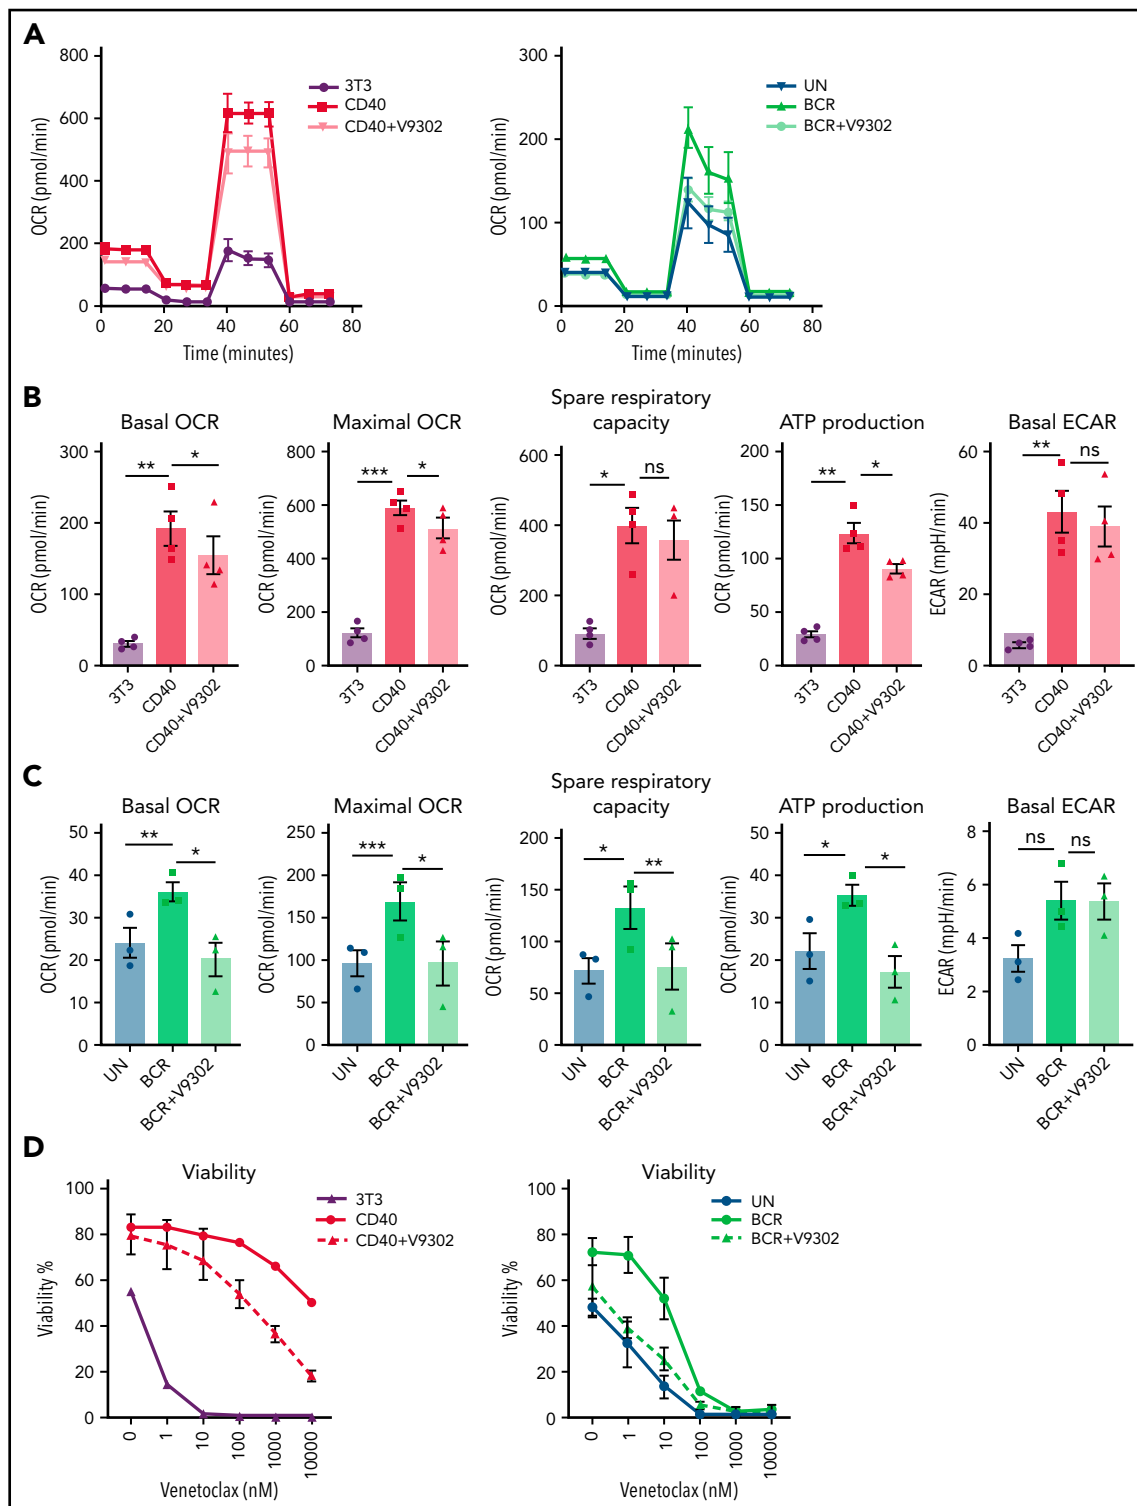 A
800
600
400
200
0
OCR (pmol/min)
0 20 40 60 80
Time (minutes)
3T3
CD40
CD40+V9302
300
200
100
0
OCR (pmol/min)
0 20 40 60 80
Time (minutes)
UN
BCR
BCR+V9302
B
Basal OCR
300
200
100
0
OCR (pmol/min)
** *
3T3
CD40
CD40+V9302
Maximal OCR
800
600
400
200
0
OCR (pmol/min)
*** *
3T3
CD40
CD40+V9302
Spare respiratory
capacity
600
400
200
0
OCR (pmol/min)
* ns
3T3
CD40
CD40+V9302
ATP production
200
150
100
50
0
OCR (pmol/min)
** *
3T3
CD40
CD40+V9302
Basal ECAR
60
40
20
0
ECAR (mpH/min)
** ns
3T3
CD40
CD40+V9302
C
Basal OCR
50
40
30
20
10
0
OCR (pmol/min)
** *
UN
BCR
BCR+V9302
Maximal OCR
250
200
150
100
50
0
OCR (pmol/min)
*** *
UN
BCR
BCR+V9302
Spare respiratory
capacity
200
150
100
50
0
OCR (pmol/min)
* **
UN
BCR
BCR+V9302
ATP production
50
40
30
20
10
0
OCR (pmol/min)
* *
UN
BCR
BCR+V9302
Basal ECAR
8
6
4
2
0
ECAR (mpH/min)
ns ns
UN
BCR
BCR+V9302
D
Viability
100
80
60
40
20
0
Viability %
0 1 10 100 1000 10000
Venetoclax (nM)
3T3
CD40
CD40+V9302
Viability
100
80
60
40
20
0
Viability %
0 1 10 100 1000 10000
Venetoclax (nM)
UN
BCR
BCR+V9302